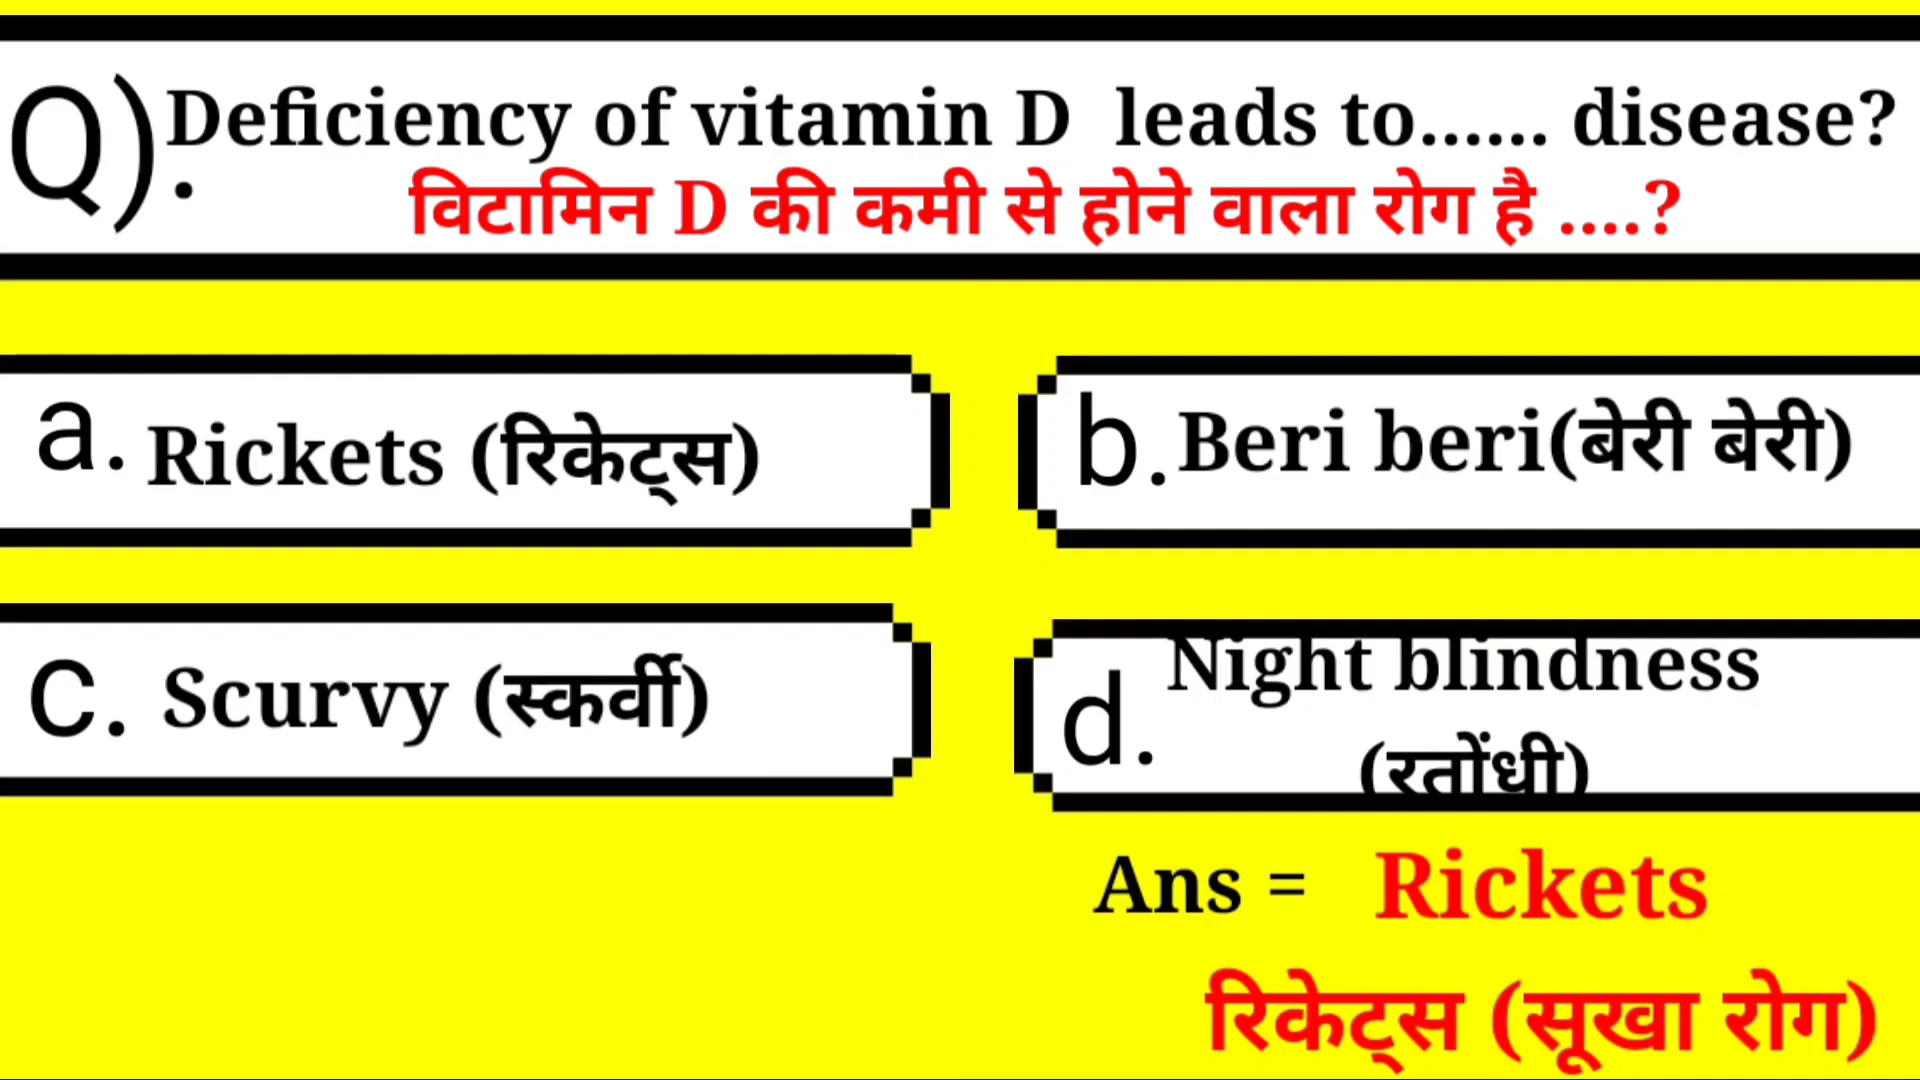 Q). Deficiency of vitamin D leads to...... disease?
विटामिन D की कमी से होने वाला रोग है ....?
a. Rickets (रिकेट्स)
b. Beri beri(बेरी बेरी)
c. Scurvy (स्कर्वी)
d. Night blindness
(रतोंधी)
Ans = Rickets
रिकेट्स (सूखा रोग)